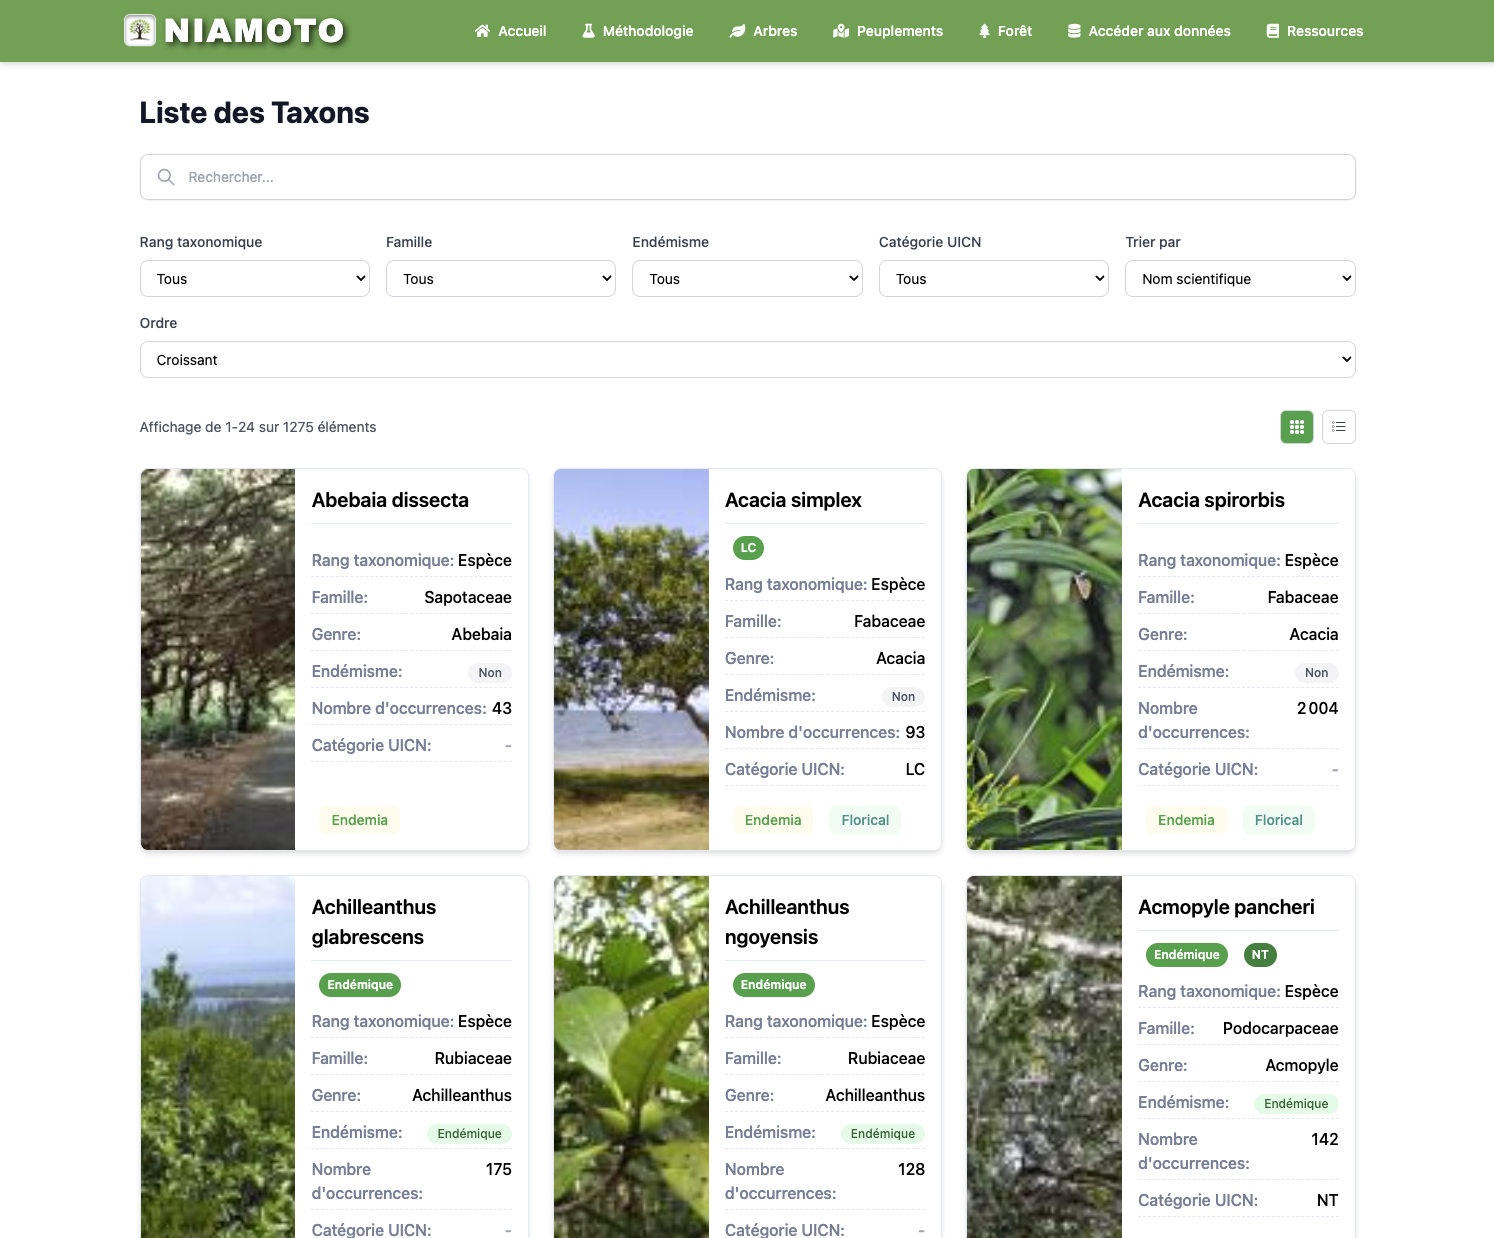 NIAMOTO
Accueil Méthodologie Arbres Peuplements Forêt Accéder aux données Ressources
Liste des Taxons
Rechercher...
Rang taxonomique Famille Endémisme Catégorie UICN Trier par
Tous Tous Tous Tous Nom scientifique
Ordre
Croissant
Affichage de 1-24 sur 1275 éléments
Abebaia dissecta
Rang taxonomique: Espèce
Famille: Sapotaceae
Genre: Abebaia
Endémisme: Non
Nombre d'occurrences: 43
Catégorie UICN: -
Endemia
Acacia simplex
LC
Rang taxonomique: Espèce
Famille: Fabaceae
Genre: Acacia
Endémisme: Non
Nombre d'occurrences: 93
Catégorie UICN: LC
Endemia Florical
Acacia spirorbis
Rang taxonomique: Espèce
Famille: Fabaceae
Genre: Acacia
Endémisme: Non
Nombre 2 004
d'occurrences:
Catégorie UICN: -
Endemia Florical
Achilleanthus
glabrescens
Endémique
Rang taxonomique: Espèce
Famille: Rubiaceae
Genre: Achilleanthus
Endémisme: Endémique
Nombre 175
d'occurrences:
Catégorie UICN: -
Achilleanthus
ngoyensis
Endémique
Rang taxonomique: Espèce
Famille: Rubiaceae
Genre: Achilleanthus
Endémisme: Endémique
Nombre 128
d'occurrences:
Catégorie UICN: -
Acmopyle pancheri
Endémique NT
Rang taxonomique: Espèce
Famille: Podocarpaceae
Genre: Acmopyle
Endémisme: Endémique
Nombre 142
d'occurrences:
Catégorie UICN: NT